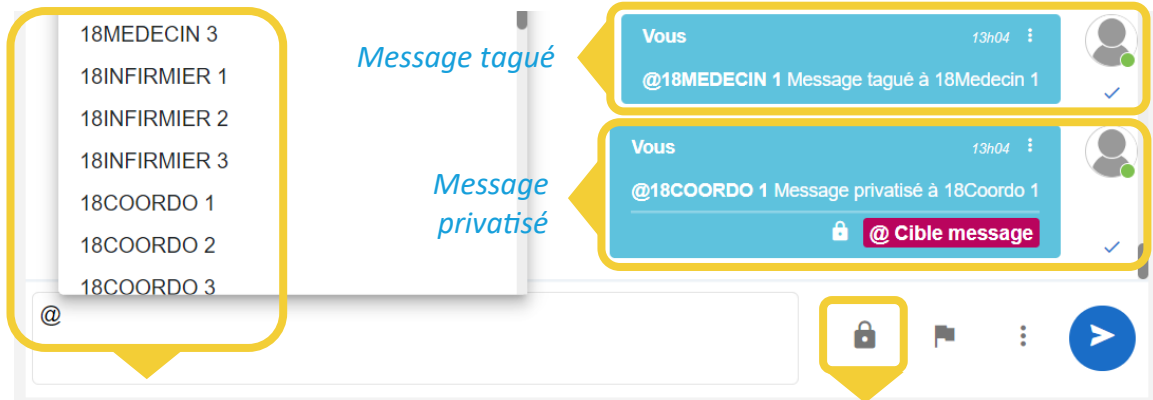 18MEDECIN 3
18INFIRMIER 1
18INFIRMIER 2
18INFIRMIER 3
18COORDO 1
18COORDO 2
18COORDO 3
@
Message tagué
Vous 13h04
@18MEDECIN 1 Message tagué à 18Medecin 1
Message
privatisé
Vous 13h04
@18COORDO 1 Message privatisé à 18Coordo 1
@ Cible message